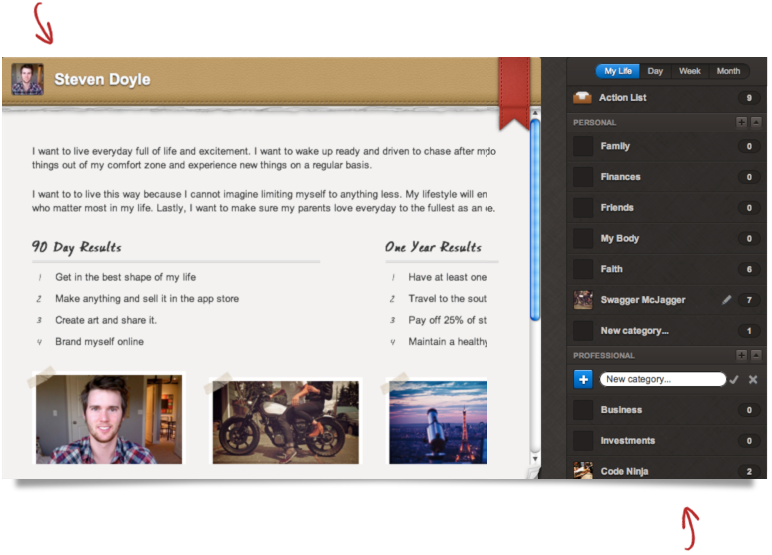 Steven Doyle
I want to live everyday full of life and excitement. I want to wake up ready and driven to chase after
things out of my comfort zone and experience new things on a regular basis.
I want to to live this way because I cannot imagine limiting myself to anything less. My lifestyle will en
who matter most in my life. Lastly, I want to make sure my parents love everyday to the fullest as
90 Day Results
1 Get in the best shape of my life
2 Make anything and sell it in the app store
3 Create art and share it.
4 Brand myself online
One Year Results
1 Have at least one
2 Travel to the sout
3 Pay off 25% of st
4 Maintain a healthy
My Life Day Week Month
Action List 9
PERSONAL
Family 0
Finances 0
Friends 0
My Body 0
Faith 6
Swagger McJagger 7
New category... 1
PROFESSIONAL
New category...
Business 0
Investments 0
Code Ninja 2